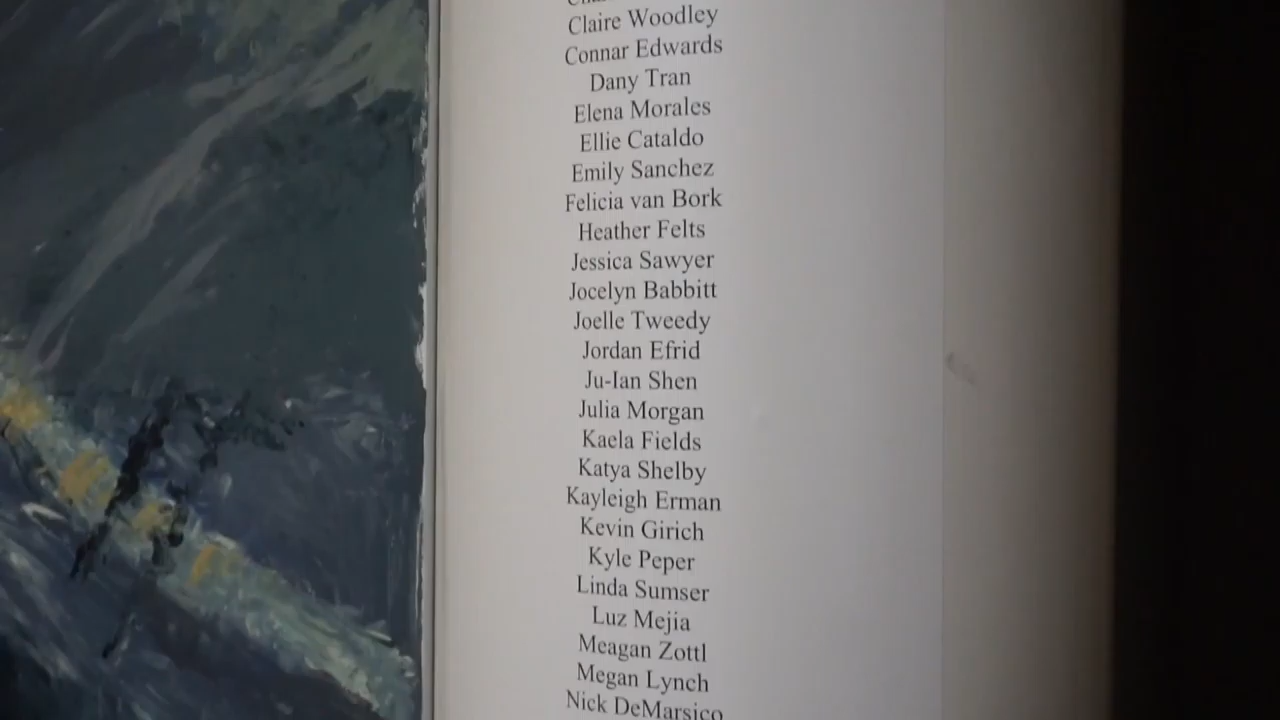 Claire Woodley
Connar Edwards
Dany Tran
Elena Morales
Ellie Cataldo
Emily Sanchez
Felicia van Bork
Heather Felts
Jessica Sawyer
Jocelyn Babbitt
Joelle Tweedy
Jordan Efrid
Ju-Ian Shen
Julia Morgan
Kaela Fields
Katya Shelby
Kayleigh Erman
Kevin Girich
Kyle Peper
Linda Sumser
Luz Mejia
Meagan Zottl
Megan Lynch
Nick DeMarsico